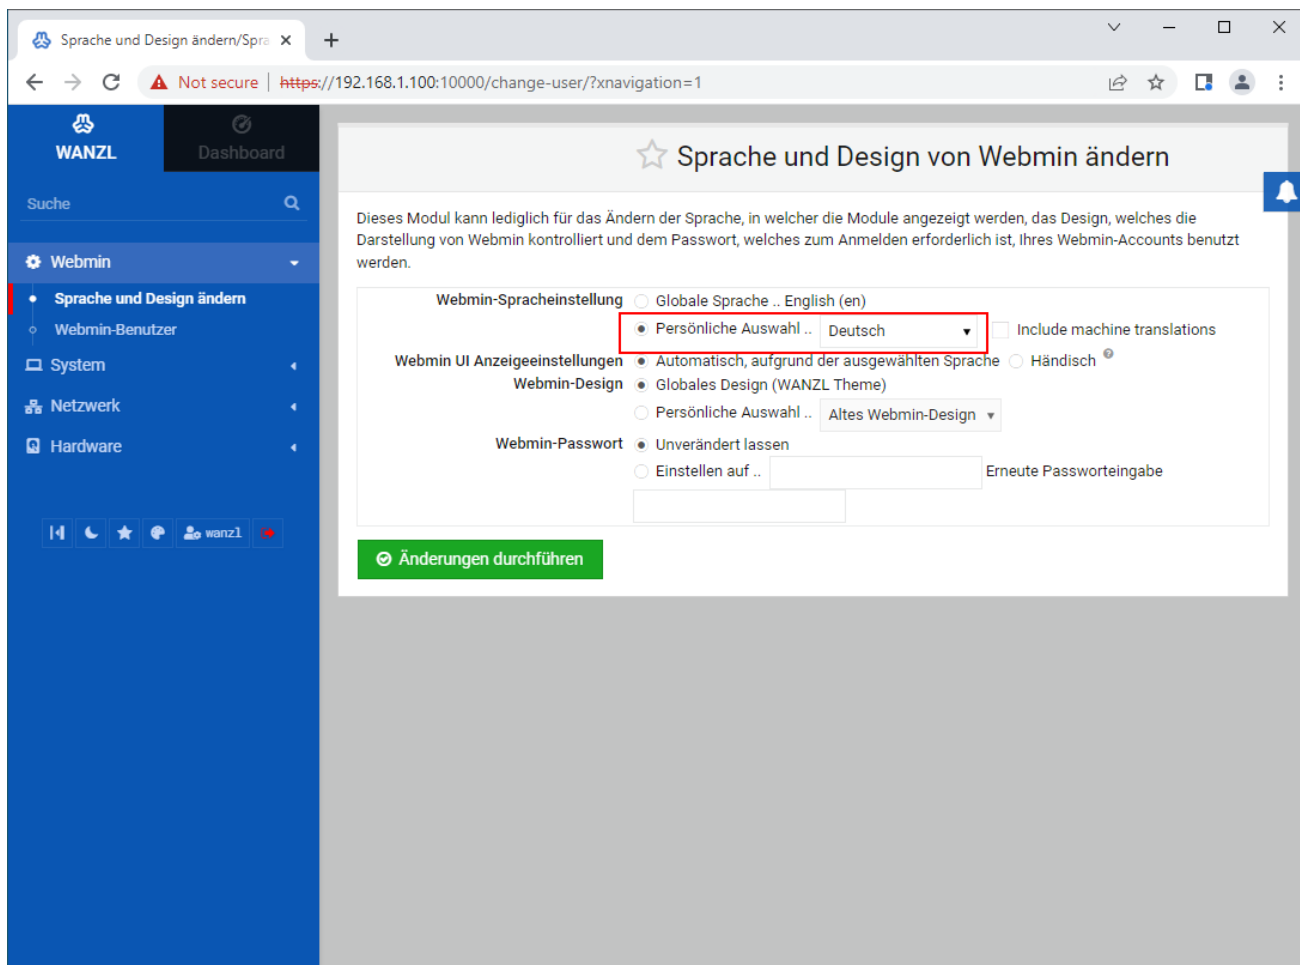 Sprache und Design ändern/Spra
Not secure | https://192.168.1.100:10000/change-user/?xnavigation=1
WANZL
Dashboard
Suche
Webmin
Sprache und Design ändern
Webmin-Benutzer
System
Netzwerk
Hardware
wanzl
Sprache und Design von Webmin ändern
Dieses Modul kann lediglich für das Ändern der Sprache, in welcher die Module angezeigt werden, das Design, welches die
Darstellung von Webmin kontrolliert und dem Passwort, welches zum Anmelden erforderlich ist, Ihres Webmin-Accounts benutzt
werden.
Webmin-Spracheinstellung Globale Sprache .. English (en)
Persönliche Auswahl .. Deutsch Include machine translations
Webmin UI Anzeigeeinstellungen Automatisch, aufgrund der ausgewählten Sprache Händisch
Webmin-Design Globales Design (WANZL Theme)
Persönliche Auswahl .. Altes Webmin-Design
Webmin-Passwort Unverändert lassen
Einstellen auf .. Erneute Passworteingabe
Änderungen durchführen